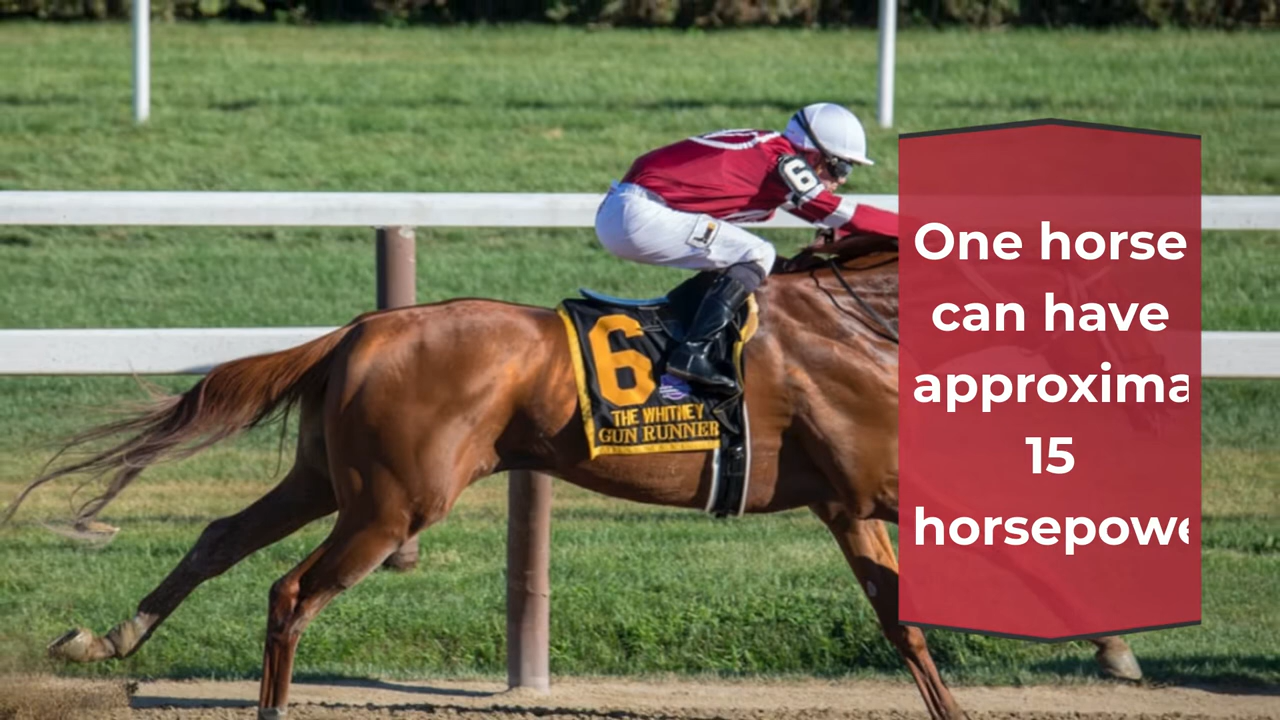 6
6
THE WHITNEY
GUN RUNNER
One horse
can have
approxima
15
horsepowe